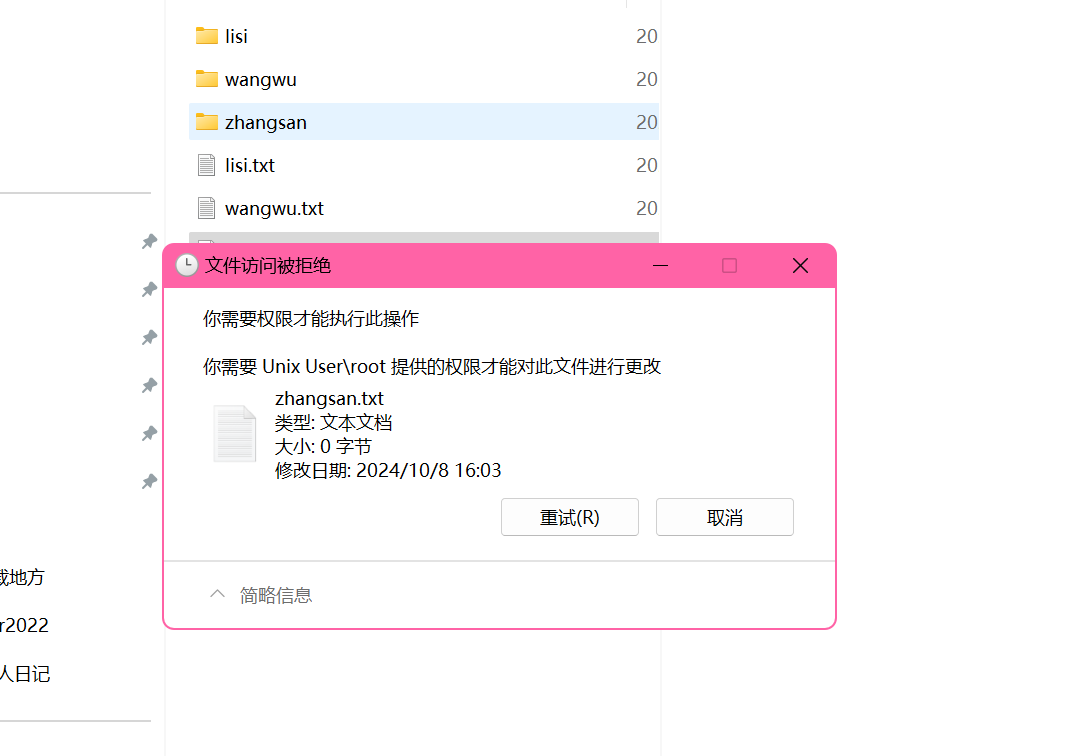 lisi 20
wangwu 20
zhangsan 20
lisi.txt 20
wangwu.txt 20
文件访问被拒绝
你需要权限才能执行此操作
你需要 Unix User\root 提供的权限才能对此文件进行更改
zhangsan.txt
类型: 文本文档
大小: 0 字节
修改日期: 2024/10/8 16:03
重试(R) 取消
地方
简略信息
r2022
人日记